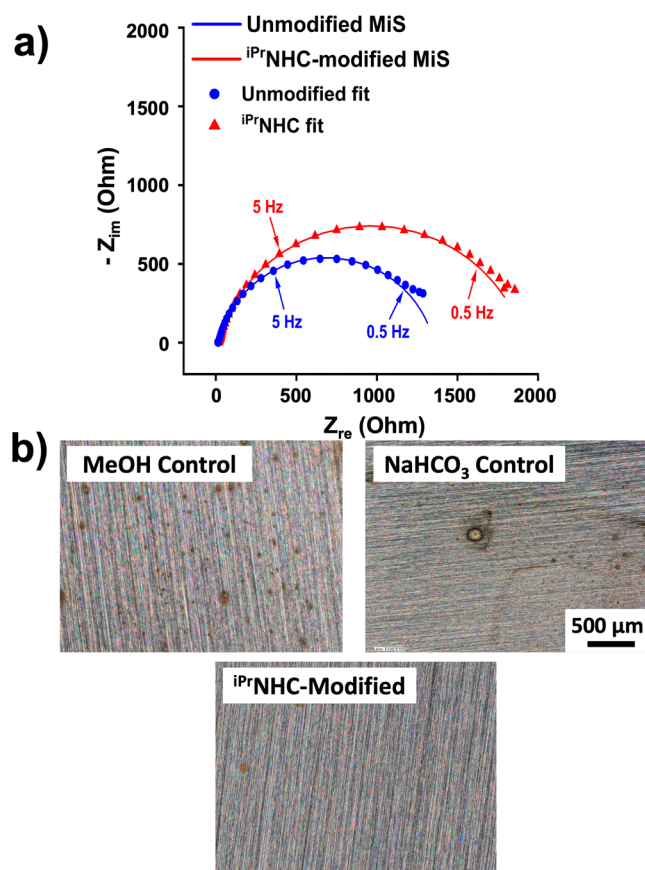 a)
Unmodified MiS
iPrNHC-modified MiS
Unmodified fit
iPrNHC fit
2000
1500
1000
500
0
- Zim (Ohm)
5 Hz
5 Hz
0.5 Hz
0.5 Hz
0 500 1000 1500 2000
Zre (Ohm)
b)
MeOH Control
NaHCO3 Control
500 µm
iPrNHC-Modified